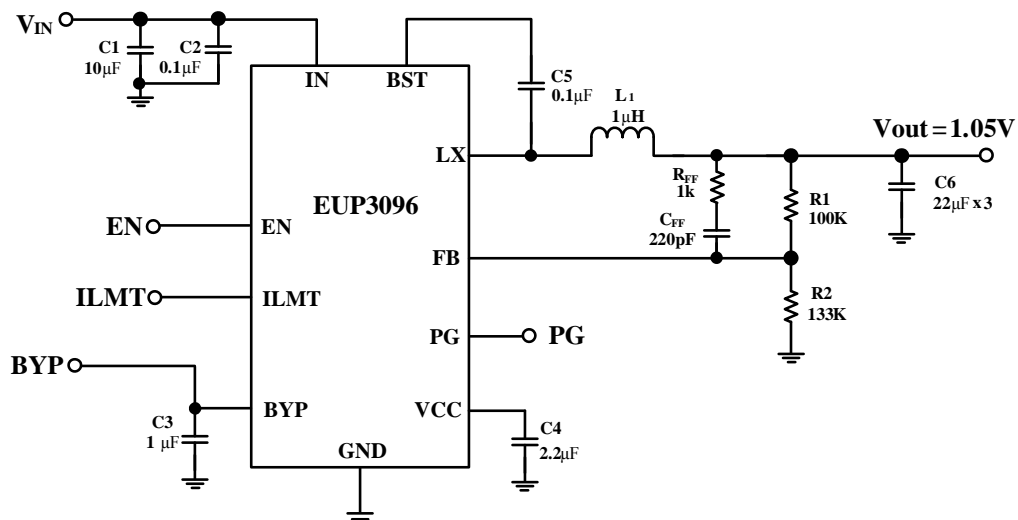 VIN
C1
10μF
C2
0.1μF
IN
BST
C5
0.1μF
L1
1μH
Vout=1.05V
LX
RFF
1k
R1
100K
C6
22μF x 3
EUP3096
EN
EN
CFF
220pF
FB
ILMT
ILMT
R2
133K
PG
PG
BYP
BYP
VCC
C3
1 μF
C4
2.2μF
GND